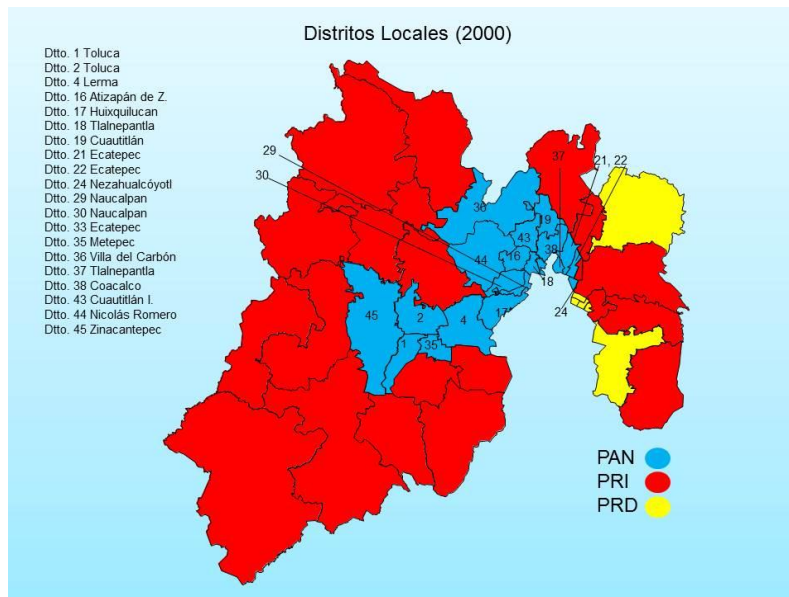 Distritos Locales (2000)
Dtto. 1 Toluca
Dtto. 2 Toluca
Dtto. 4 Lerma
Dtto. 16 Atizapán de Z.
Dtto. 17 Huixquilucan
Dtto. 18 Tlalnepantla
Dtto. 19 Cuautitlán
Dtto. 21 Ecatepec
Dtto. 22 Ecatepec
Dtto. 24 Nezahualcóyotl
Dtto. 29 Naucalpan
Dtto. 30 Naucalpan
Dtto. 33 Ecatepec
Dtto. 35 Metepec
Dtto. 36 Villa del Carbón
Dtto. 37 Tlalnepantla
Dtto. 38 Coacalco
Dtto. 43 Cuautitlán I.
Dtto. 44 Nicolás Romero
Dtto. 45 Zinacantepec
29
30
37
21, 22
36
19
43
38
44
16
18
45
2
4
17
24
1
35
PAN
PRI
PRD